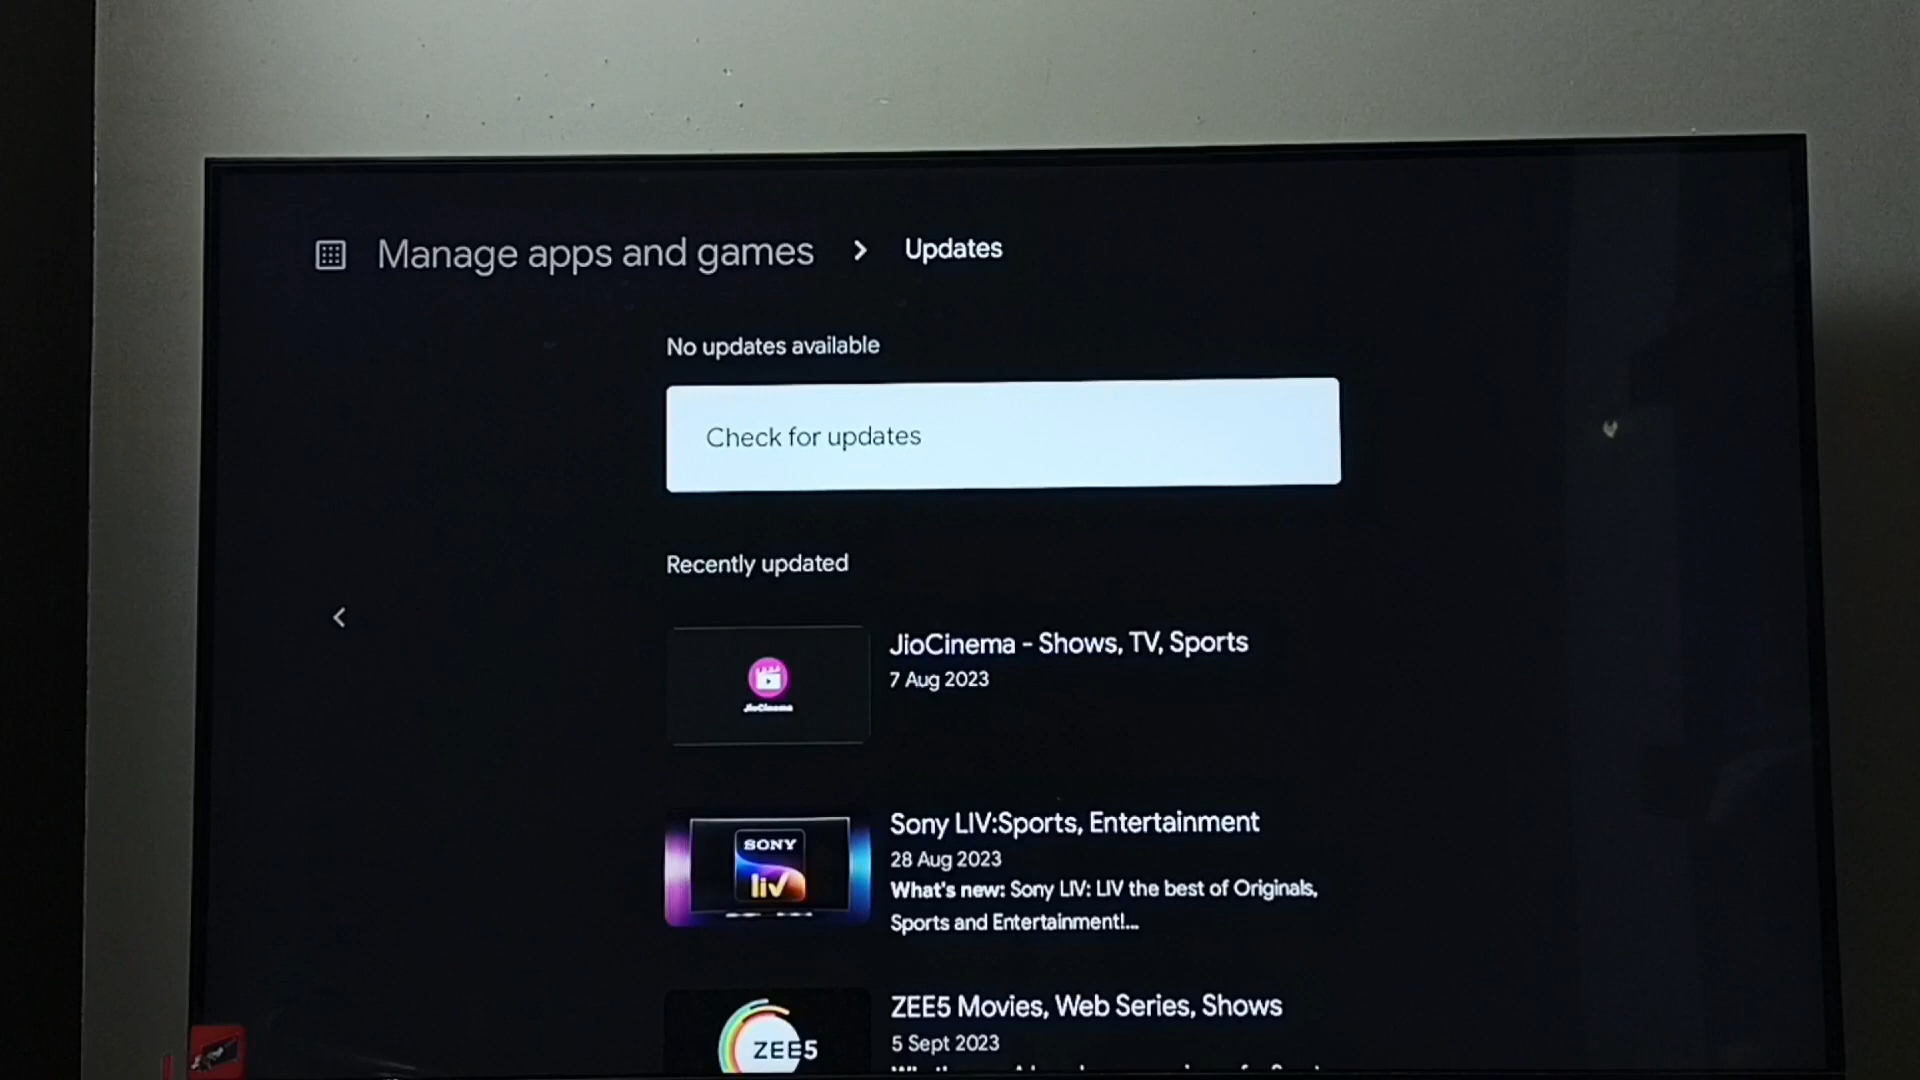 Manage apps and games > Updates
No updates available
Check for updates
Recently updated
JioCinema - Shows, TV, Sports
7 Aug 2023
JioCinema
Sony LIV:Sports, Entertainment
28 Aug 2023
What's new: Sony LIV: LIV the best of Originals,
Sports and Entertainment!...
SONY
liv
ZEE5 Movies, Web Series, Shows
5 Sept 2023
ZEE5